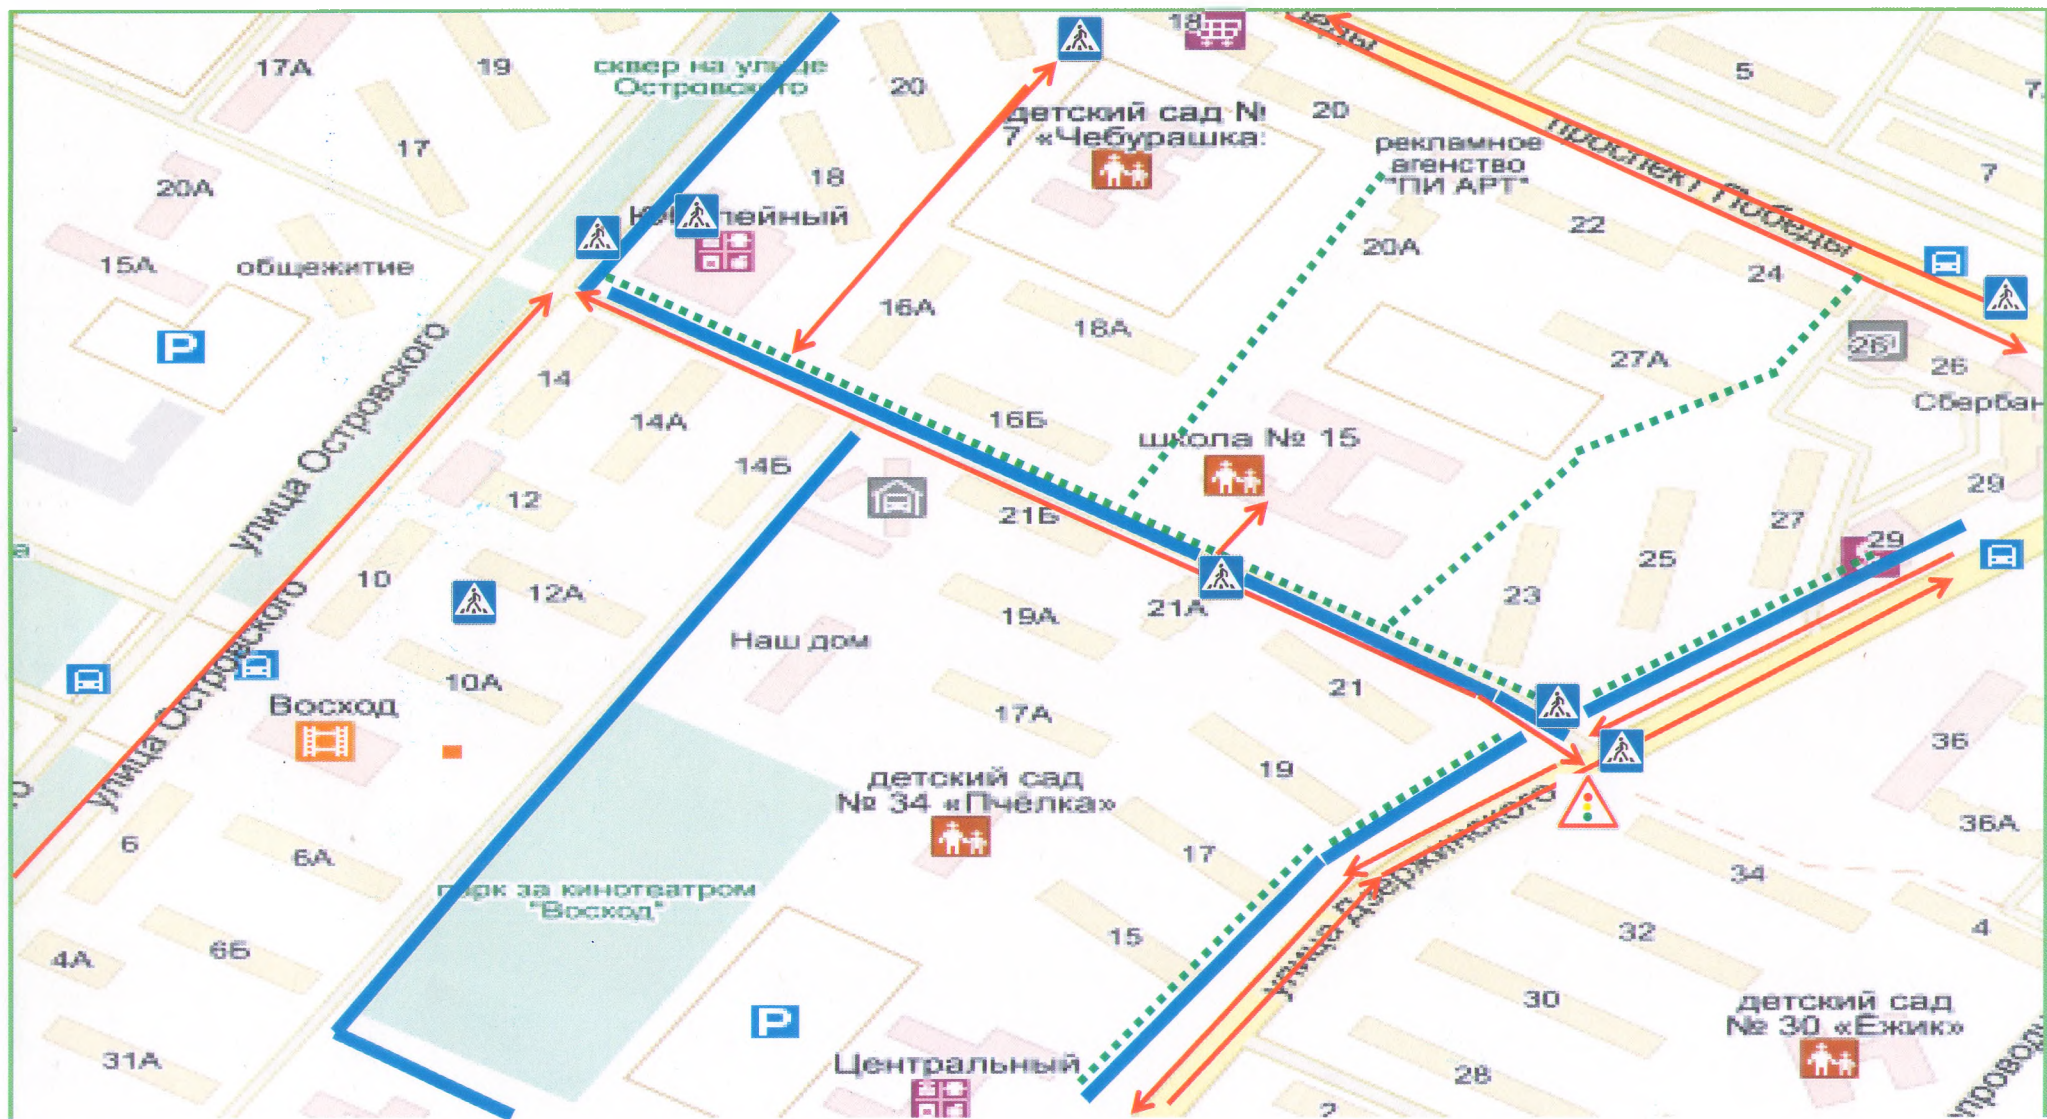 18
17А
19
сквер на улице
Островского
20
детский сад №
7 «Чебурашка
20
5
проспект Победы
рекламное
агенство
"ПИ АРТ"
17
20А
18
7
22
20А
Юбилейный
15А
общежитие
24
16А
18А
27А
26
26
Сбербан
14
14А
16Б
школа № 15
улица Островского
14Б
12
21Б
29
27
29
25
10
12А
19А
21А
23
Наш дом
10А
21
17А
Восход
улица Островского
36
19
детский сад
№ 34 «Пчёлка»
36А
6
6А
17
34
улица Дзержинского
парк за кинотеатром
"Восход"
15
32
4
4А
6Б
30
детский сад
№ 30 «Ёжик»
31А
Центральный
28
P
P